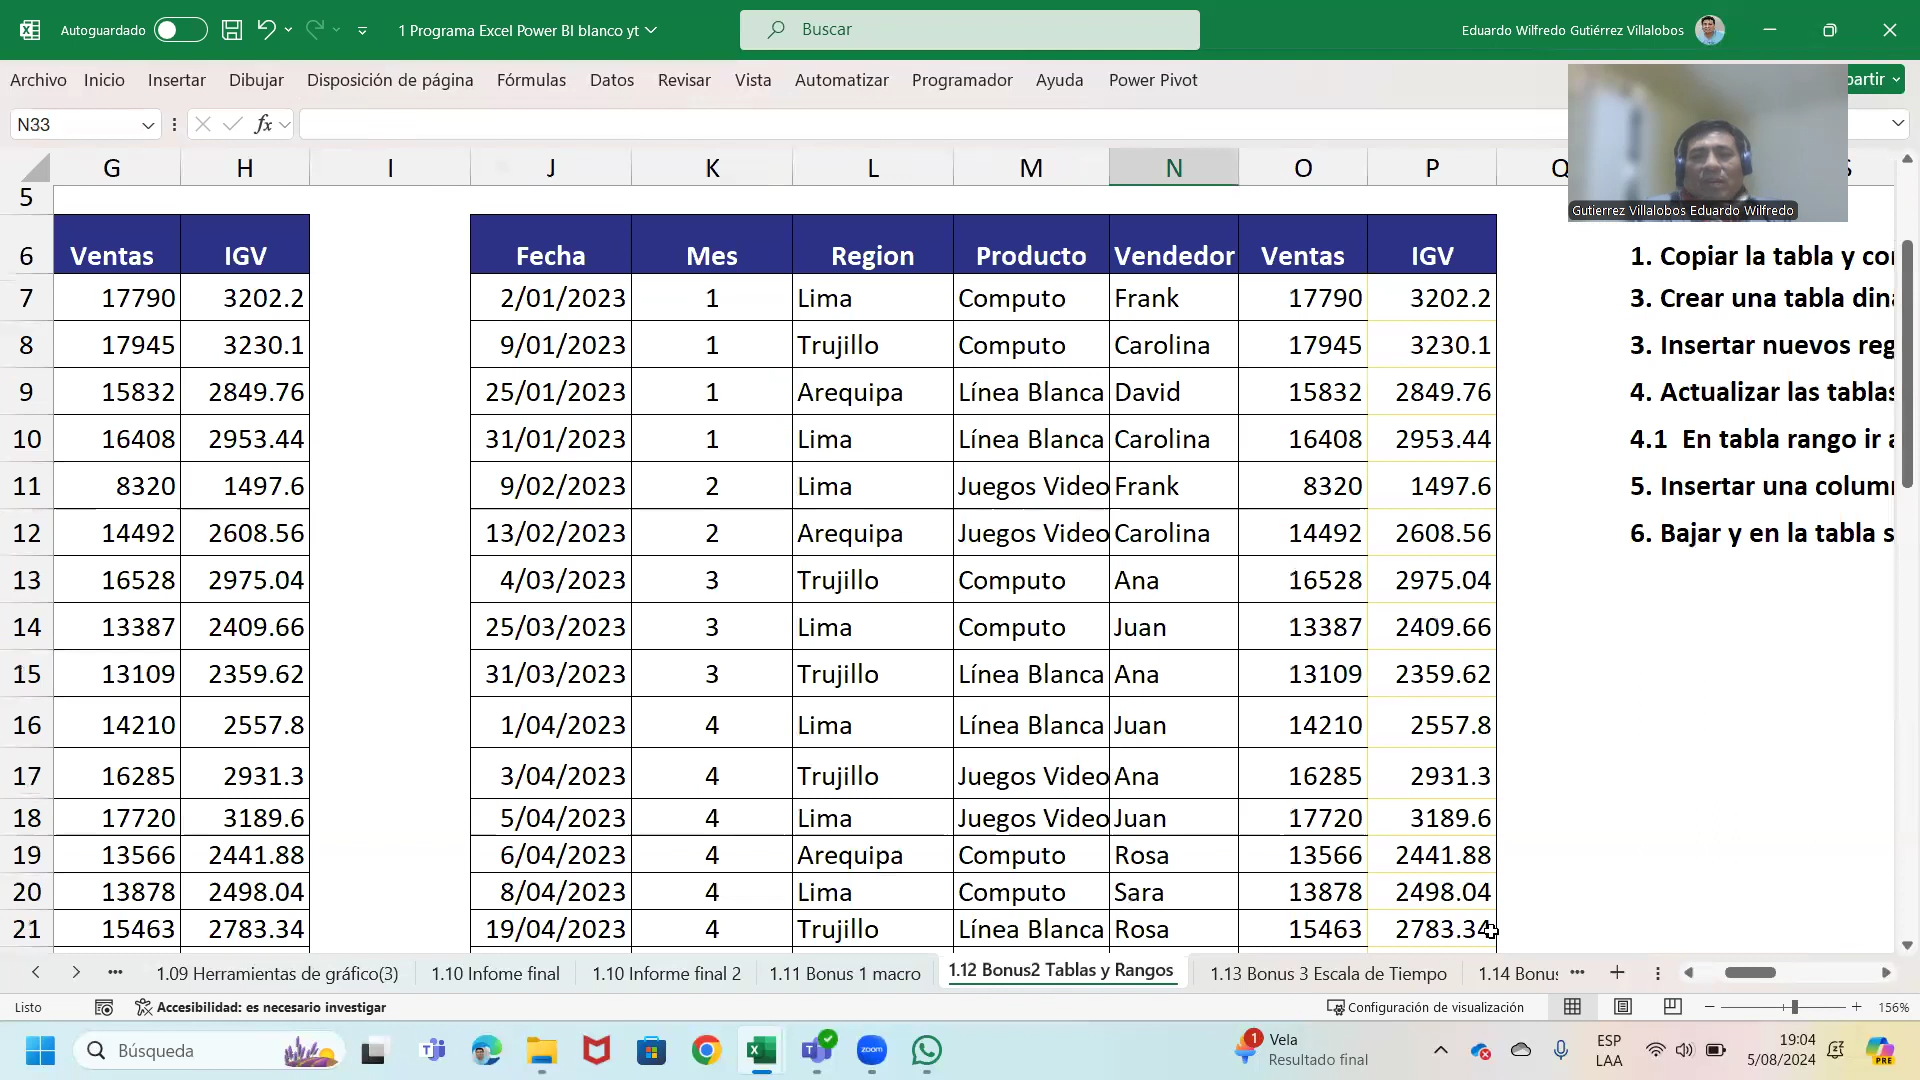 Autoguardado 1 Programa Excel Power BI blanco yt Buscar Eduardo Wilfredo Gutiérrez Villalobos
Archivo Inicio Insertar Dibujar Disposición de página Fórmulas Datos Revisar Vista Automatizar Programador Ayuda Power Pivot partir
N33 fx
Gutierrez Villalobos Eduardo Wilfredo
G H I J K L M N O P Q S
5
6 Ventas IGV Fecha Mes Region Producto Vendedor Ventas IGV 1. Copiar la tabla y con
7 17790 3202.2 2/01/2023 1 Lima Computo Frank 17790 3202.2 3. Crear una tabla diná
8 17945 3230.1 9/01/2023 1 Trujillo Computo Carolina 17945 3230.1 3. Insertar nuevos reg
9 15832 2849.76 25/01/2023 1 Arequipa Línea Blanca David 15832 2849.76 4. Actualizar las tablas
10 16408 2953.44 31/01/2023 1 Lima Línea Blanca Carolina 16408 2953.44 4.1 En tabla rango ir a
11 8320 1497.6 9/02/2023 2 Lima Juegos Video Frank 8320 1497.6 5. Insertar una colum
12 14492 2608.56 13/02/2023 2 Arequipa Juegos Video Carolina 14492 2608.56 6. Bajar y en la tabla s
13 16528 2975.04 4/03/2023 3 Trujillo Computo Ana 16528 2975.04
14 13387 2409.66 25/03/2023 3 Lima Computo Juan 13387 2409.66
15 13109 2359.62 31/03/2023 3 Trujillo Línea Blanca Ana 13109 2359.62
16 14210 2557.8 1/04/2023 4 Lima Línea Blanca Juan 14210 2557.8
17 16285 2931.3 3/04/2023 4 Trujillo Juegos Video Ana 16285 2931.3
18 17720 3189.6 5/04/2023 4 Lima Juegos Video Juan 17720 3189.6
19 13566 2441.88 6/04/2023 4 Arequipa Computo Rosa 13566 2441.88
20 13878 2498.04 8/04/2023 4 Lima Computo Sara 13878 2498.04
21 15463 2783.34 19/04/2023 4 Trujillo Línea Blanca Rosa 15463 2783.34
1.09 Herramientas de gráfico(3) 1.10 Infome final 1.10 Informe final 2 1.11 Bonus 1 macro 1.12 Bonus2 Tablas y Rangos 1.13 Bonus 3 Escala de Tiempo 1.14 Bonus
Listo Accesibilidad: es necesario investigar Configuración de visualización 156%
Búsqueda zoom 1 Vela ESP 19:04
Resultado final LAA 5/08/2024 PRE